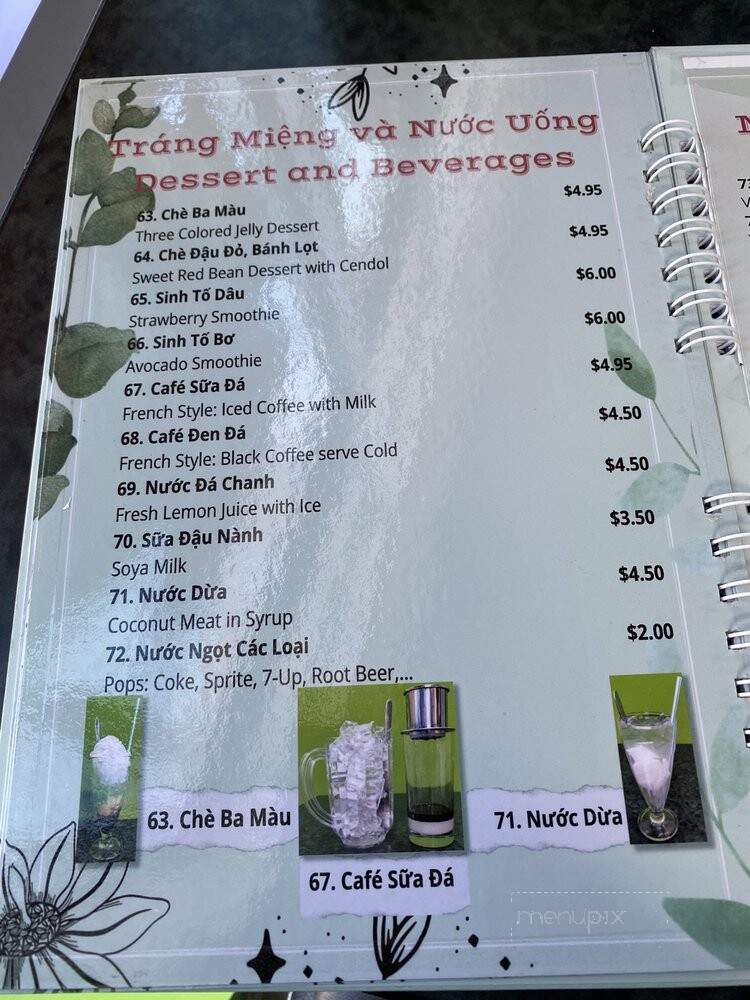 Tráng Miệng và Nước Uống
Dessert and Beverages
63. Chè Ba Màu $4.95
Three Colored Jelly Dessert
64. Chè Đậu Đỏ, Bánh Lọt $4.95
Sweet Red Bean Dessert with Cendol
65. Sinh Tố Dâu $6.00
Strawberry Smoothie
66. Sinh Tố Bơ $6.00
Avocado Smoothie
67. Café Sữa Đá $4.95
French Style: Iced Coffee with Milk
68. Café Đen Đá $4.50
French Style: Black Coffee serve Cold
69. Nước Đá Chanh $4.50
Fresh Lemon Juice with Ice
70. Sữa Đậu Nành $3.50
Soya Milk
71. Nước Dừa $4.50
Coconut Meat in Syrup
72. Nước Ngọt Các Loại $2.00
Pops: Coke, Sprite, 7-Up, Root Beer,...
63. Chè Ba Màu
67. Café Sữa Đá
71. Nước Dừa
menupix